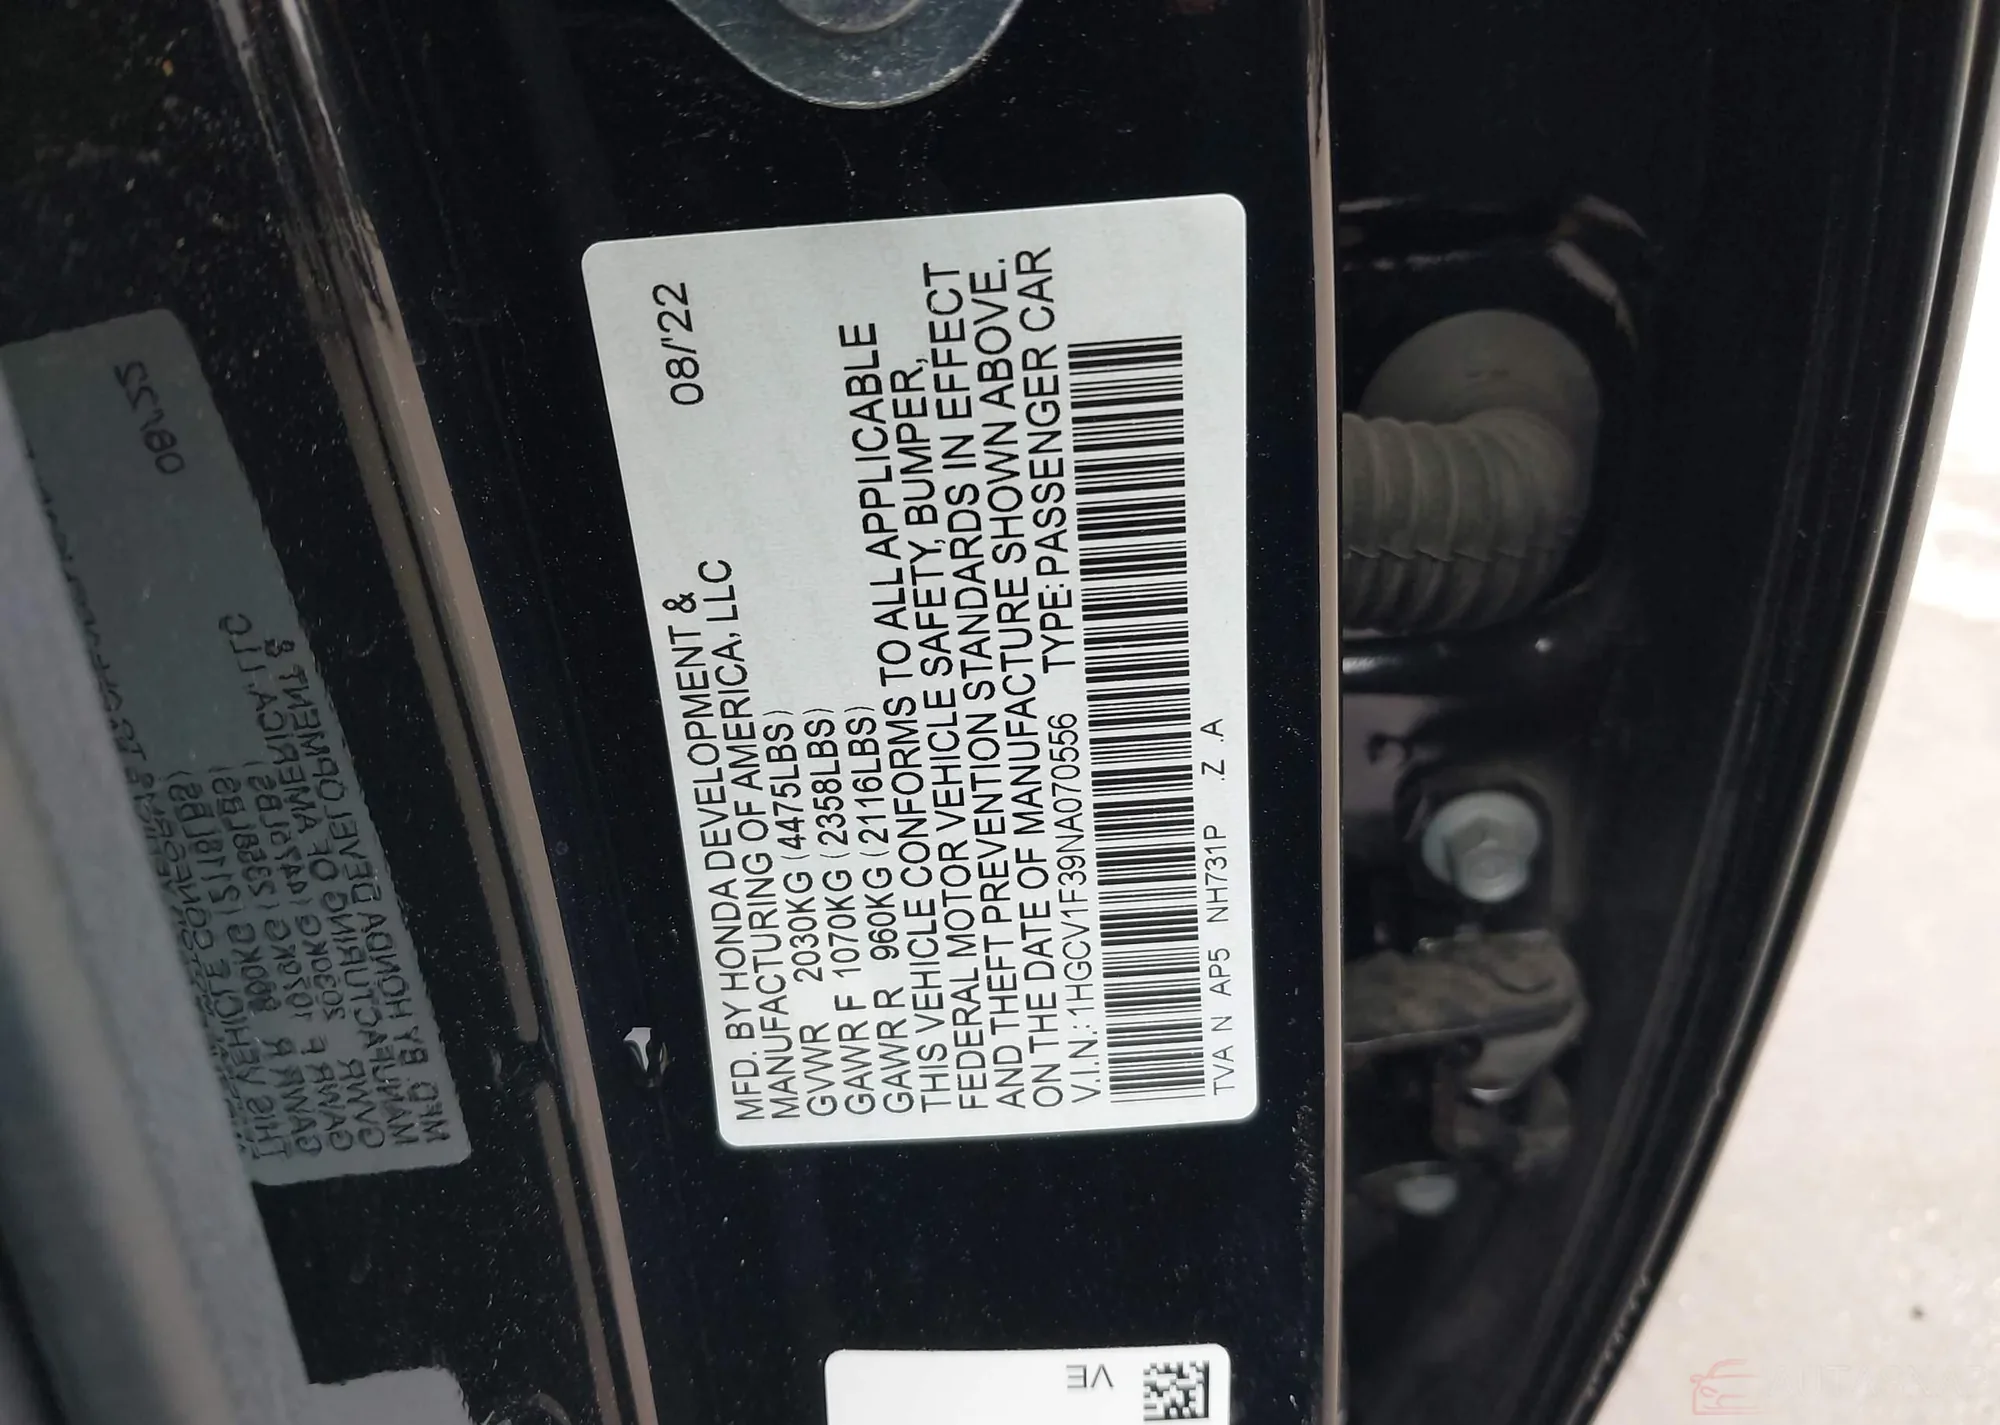 08/'22
MFD. BY HONDA DEVELOPMENT &
MANUFACTURING OF AMERICA, LLC
GVWR 2030KG (4475LBS)
GAWR F 1070KG (2358LBS)
GAWR R 960KG (2116LBS)
THIS VEHICLE CONFORMS TO ALL APPLICABLE
FEDERAL MOTOR VEHICLE SAFETY, BUMPER,
AND THEFT PREVENTION STANDARDS IN EFFECT
ON THE DATE OF MANUFACTURE SHOWN ABOVE.
V.I.N.: 1HGCV1F39NA070556 TYPE: PASSENGER CAR
TVA N AP5 NH731P .Z .A
VE